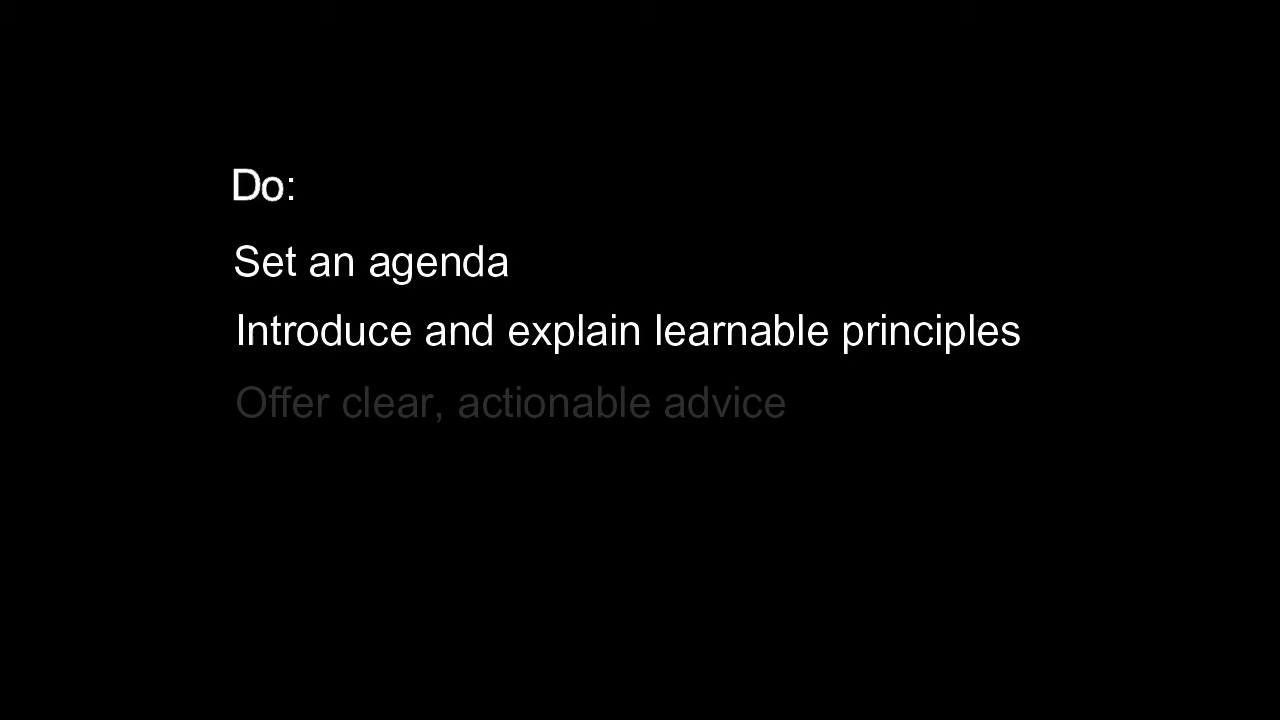 Do:
Set an agenda
Introduce and explain learnable principles
Offer clear, actionable advice